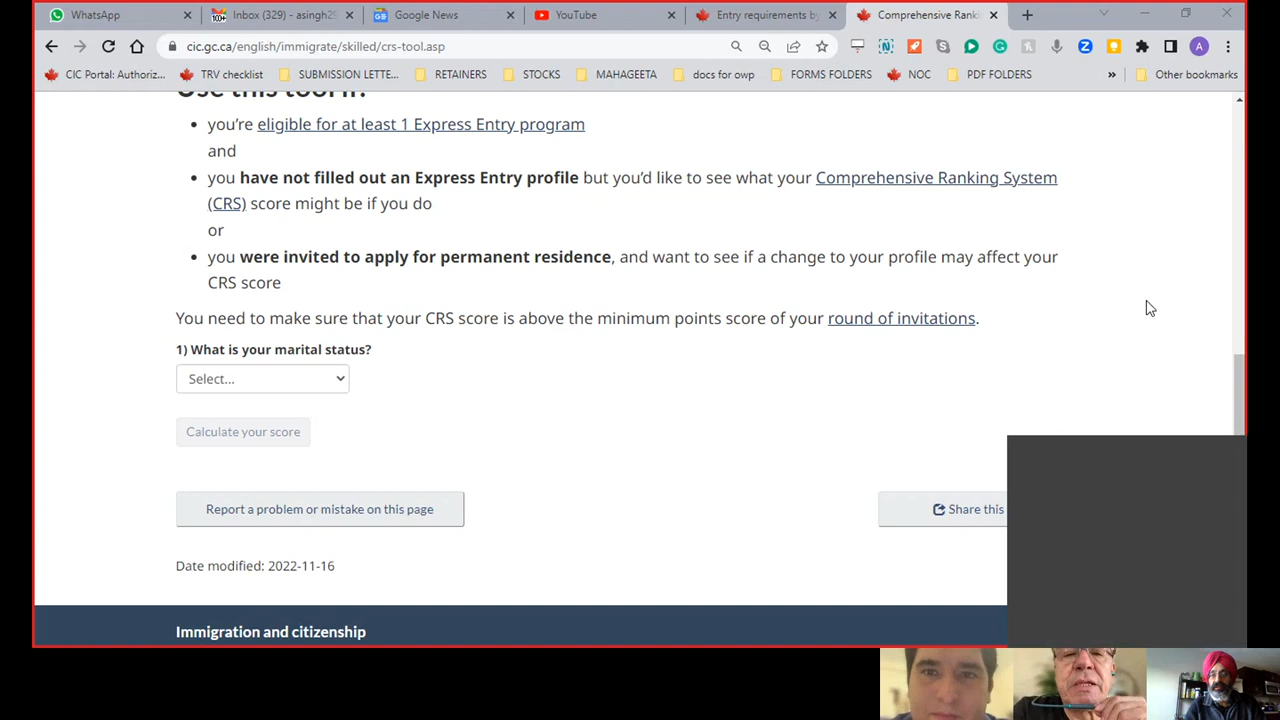 WhatsApp
Inbox (329) - asingh29
Google News
YouTube
Entry requirements by
Comprehensive Ranki
cic.gc.ca/english/immigrate/skilled/crs-tool.asp
CIC Portal: Authoriz...
TRV checklist
SUBMISSION LETTE...
RETAINERS
STOCKS
MAHAGEETA
docs for owp
FORMS FOLDERS
NOC
PDF FOLDERS
»
Other bookmarks
Use this tool if:
• you're eligible for at least 1 Express Entry program
and
• you have not filled out an Express Entry profile but you'd like to see what your Comprehensive Ranking System
(CRS) score might be if you do
or
• you were invited to apply for permanent residence, and want to see if a change to your profile may affect your
CRS score
You need to make sure that your CRS score is above the minimum points score of your round of invitations.
1) What is your marital status?
Select...
Calculate your score
Report a problem or mistake on this page
Share this
Date modified: 2022-11-16
Immigration and citizenship